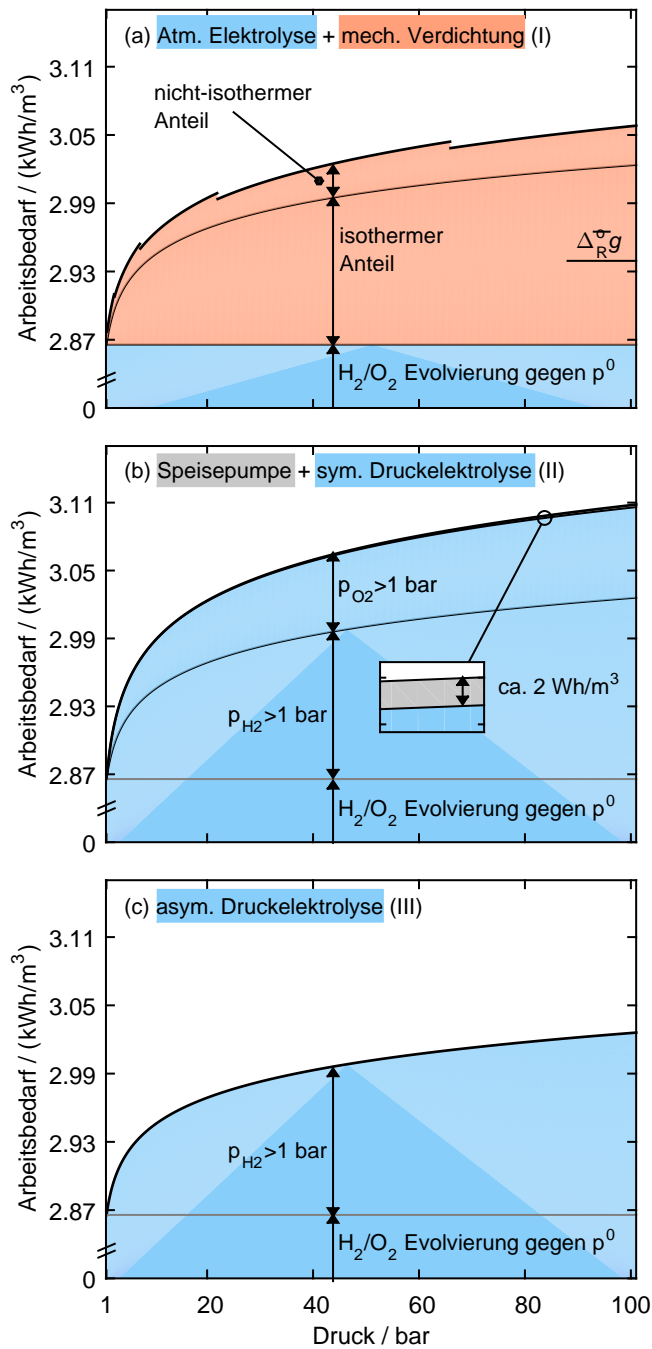 (a) Atm. Elektrolyse + mech. Verdichtung (I)
3.11
nicht-isothermer
Anteil
3.05
2.99
isothermer
Anteil
Δ_R^o g
2.93
2.87
H₂/O₂ Evolvierung gegen p⁰
0
Arbeitsbedarf / (kWh/m³)
(b) Speisepumpe + sym. Druckelektrolyse (II)
3.11
3.05
p_O2>1 bar
2.99
ca. 2 Wh/m³
2.93
p_H2>1 bar
2.87
H₂/O₂ Evolvierung gegen p⁰
0
Arbeitsbedarf / (kWh/m³)
(c) asym. Druckelektrolyse (III)
3.11
3.05
2.99
2.93
p_H2>1 bar
2.87
H₂/O₂ Evolvierung gegen p⁰
0
Arbeitsbedarf / (kWh/m³)
1 20 40 60 80 100
Druck / bar